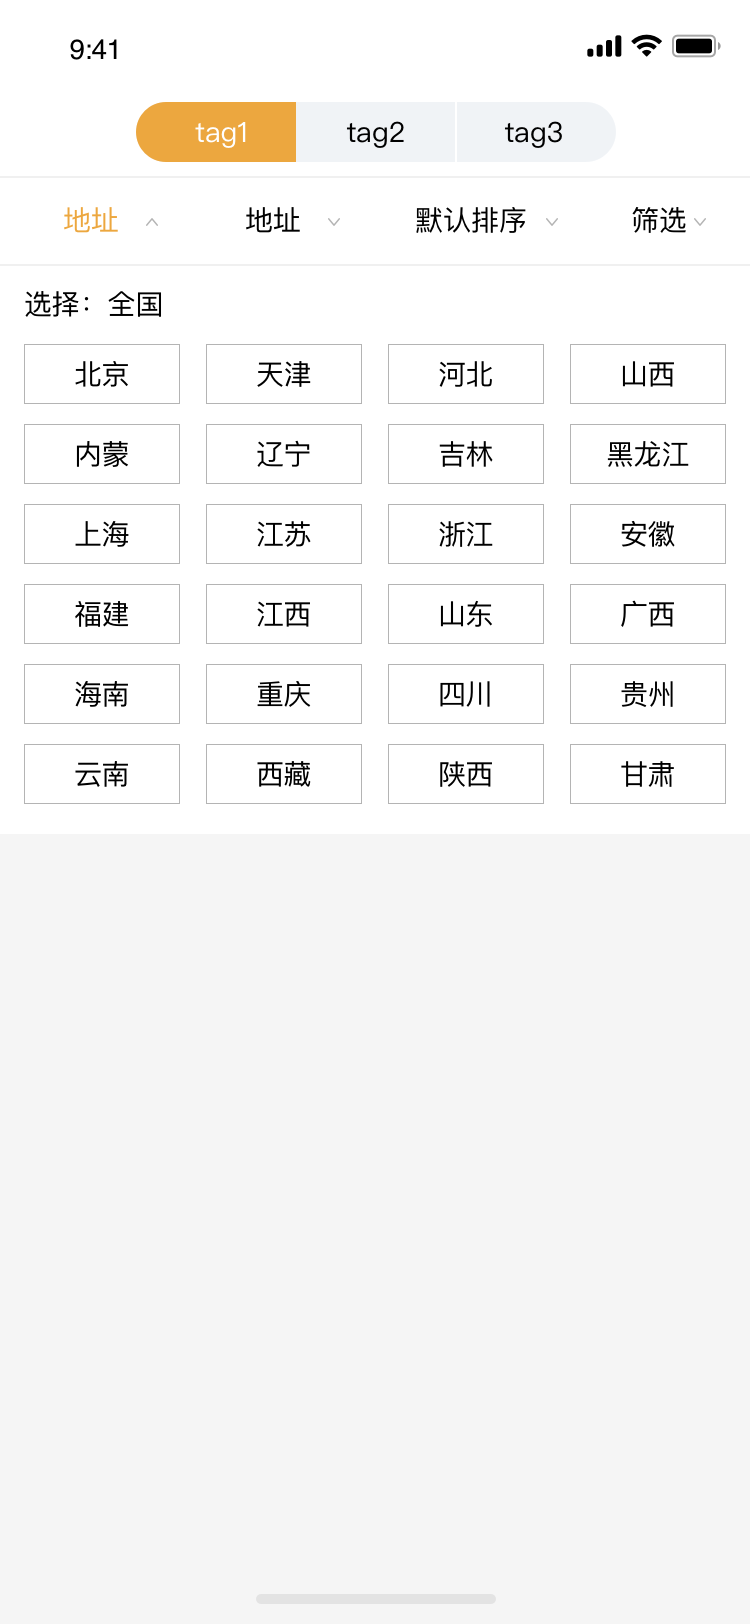 9:41
tag1 tag2 tag3
地址 地址 默认排序 筛选
选择：全国
北京 天津 河北 山西
内蒙 辽宁 吉林 黑龙江
上海 江苏 浙江 安徽
福建 江西 山东 广西
海南 重庆 四川 贵州
云南 西藏 陕西 甘肃